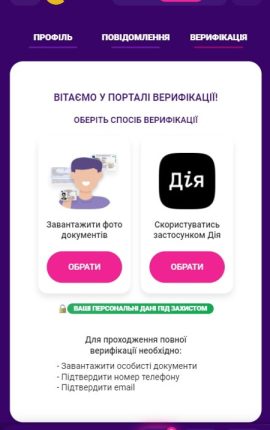 ПРОФІЛЬ ПОВІДОМЛЕННЯ ВЕРИФІКАЦІЯ
ВІТАЄМО У ПОРТАЛІ ВЕРИФІКАЦІЇ!
ОБЕРІТЬ СПОСІБ ВЕРИФІКАЦІЇ
Дія
Завантажити фото
документів
Скористуватись
застосунком Дія
ОБРАТИ
ОБРАТИ
ВАШІ ПЕРСОНАЛЬНІ ДАНІ ПІД ЗАХИСТОМ
Для проходження повної
верифікації необхідно:
- Завантажити особисті документи
- Підтвердити номер телефону
- Підтвердити email